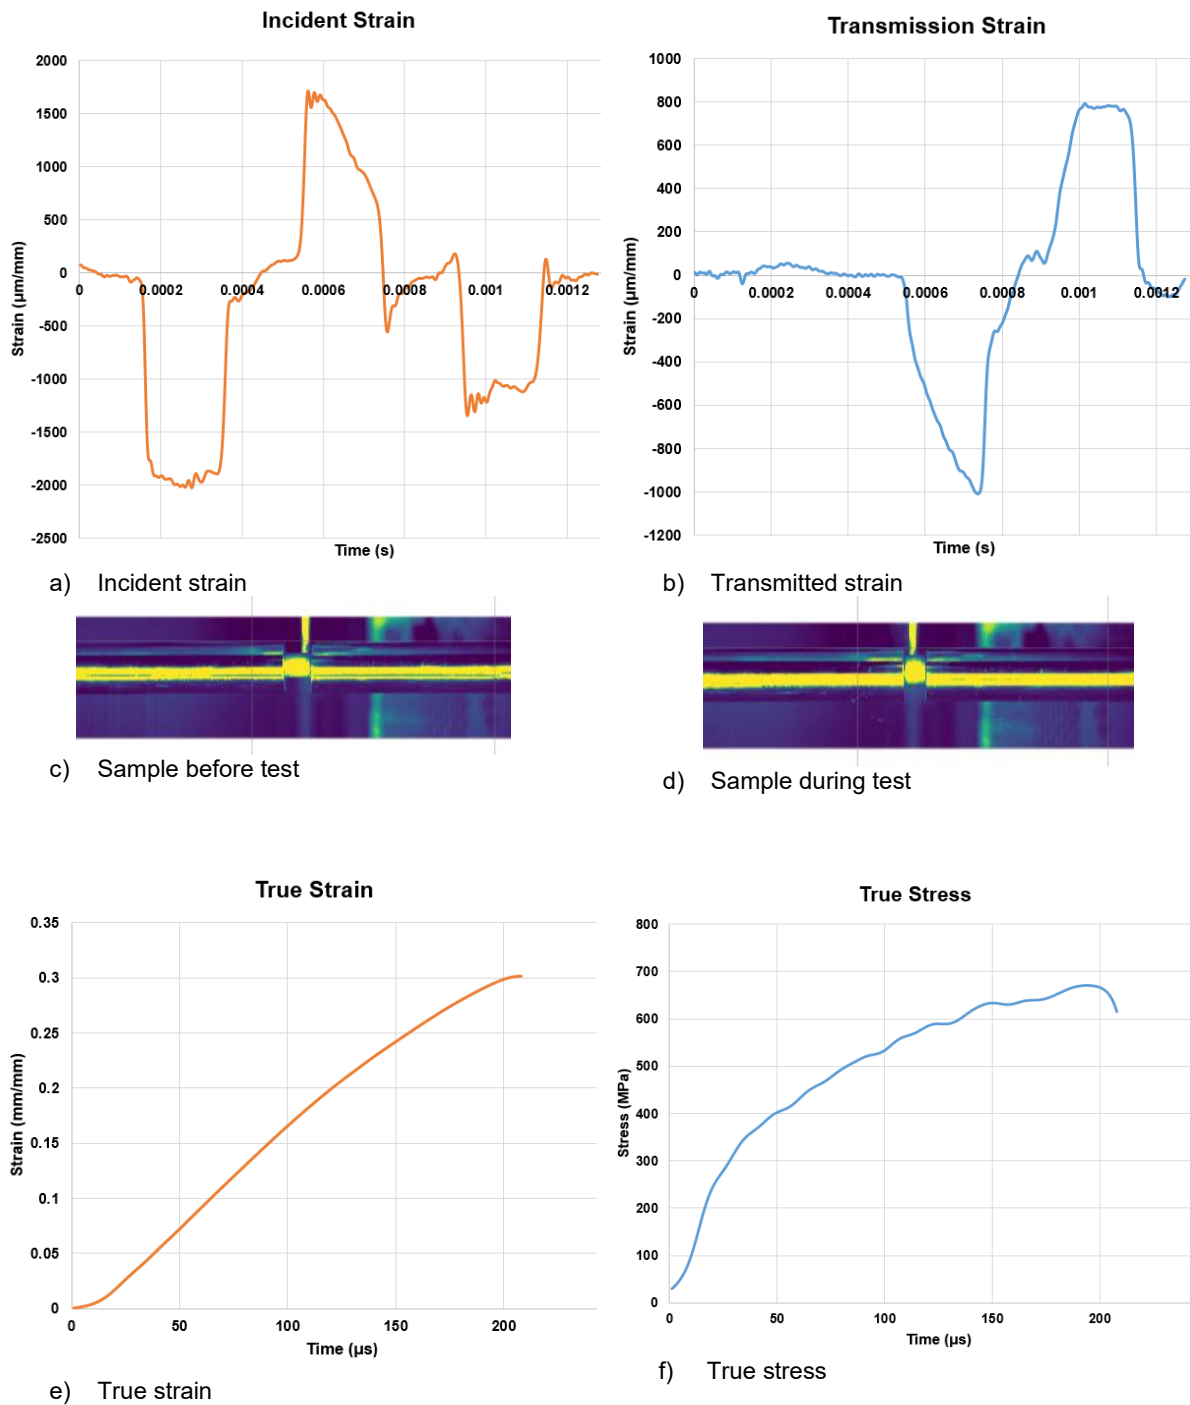 Incident Strain
2000
1500
1000
500
0
-500
-1000
-1500
-2000
-2500
0 0.0002 0.0004 0.0006 0.0008 0.001 0.0012
Strain (µm/mm)
Time (s)
a) Incident strain
Transmission Strain
1000
800
600
400
200
0
-200
-400
-600
-800
-1000
-1200
0 0.0002 0.0004 0.0006 0.0008 0.001 0.0012
Strain (µm/mm)
Time (s)
b) Transmitted strain
c) Sample before test
d) Sample during test
True Strain
0.35
0.3
0.25
0.2
0.15
0.1
0.05
0
0 50 100 150 200
Strain (mm/mm)
Time (µs)
e) True strain
True Stress
800
700
600
500
400
300
200
100
0
0 50 100 150 200
Stress (MPa)
Time (µs)
f) True stress